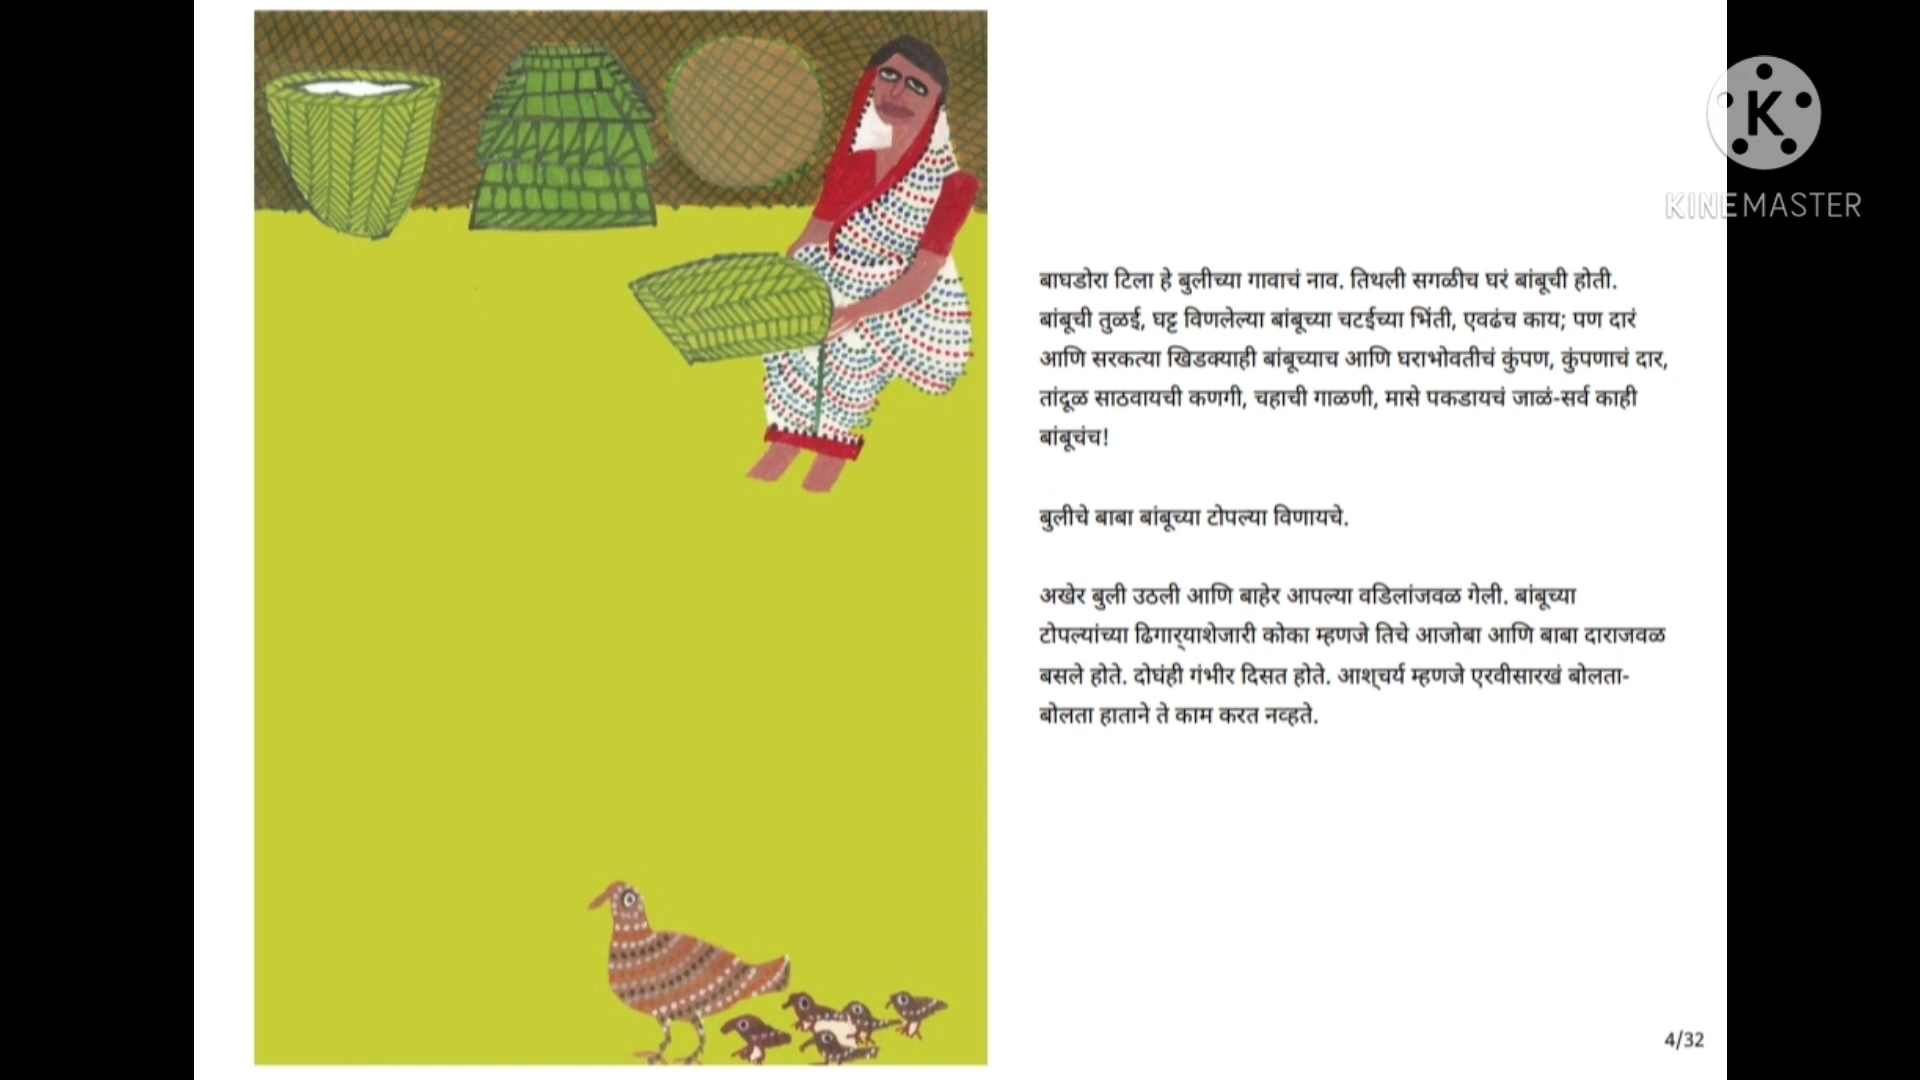 बाघडोरा टिला हे बुलीच्या गावाचं नाव. तिथली सगळीच घरं बांबूची होती.
बांबूची तुळई, घट्ट विणलेल्या बांबूच्या चटईच्या भिंती, एवढंच काय; पण दारं
आणि सरकत्या खिडक्याही बांबूच्याच आणि घराभोवतीचं कुंपण, कुंपणाचं दार,
तांदूळ साठवायची कणगी, चहाची गाळणी, मासे पकडायचं जाळं-सर्व काही
बांबूचंच!
बुलीचे बाबा बांबूच्या टोपल्या विणायचे.
अखेर बुली उठली आणि बाहेर आपल्या वडिलांजवळ गेली. बांबूच्या
टोपल्यांच्या ढिगार्‍याशेजारी कोका म्हणजे तिचे आजोबा आणि बाबा दाराजवळ
बसले होते. दोघंही गंभीर दिसत होते. आश्‍चर्य म्हणजे एरवीसारखं बोलता-
बोलता हाताने ते काम करत नव्हते.
4/32
K
KINEMASTER